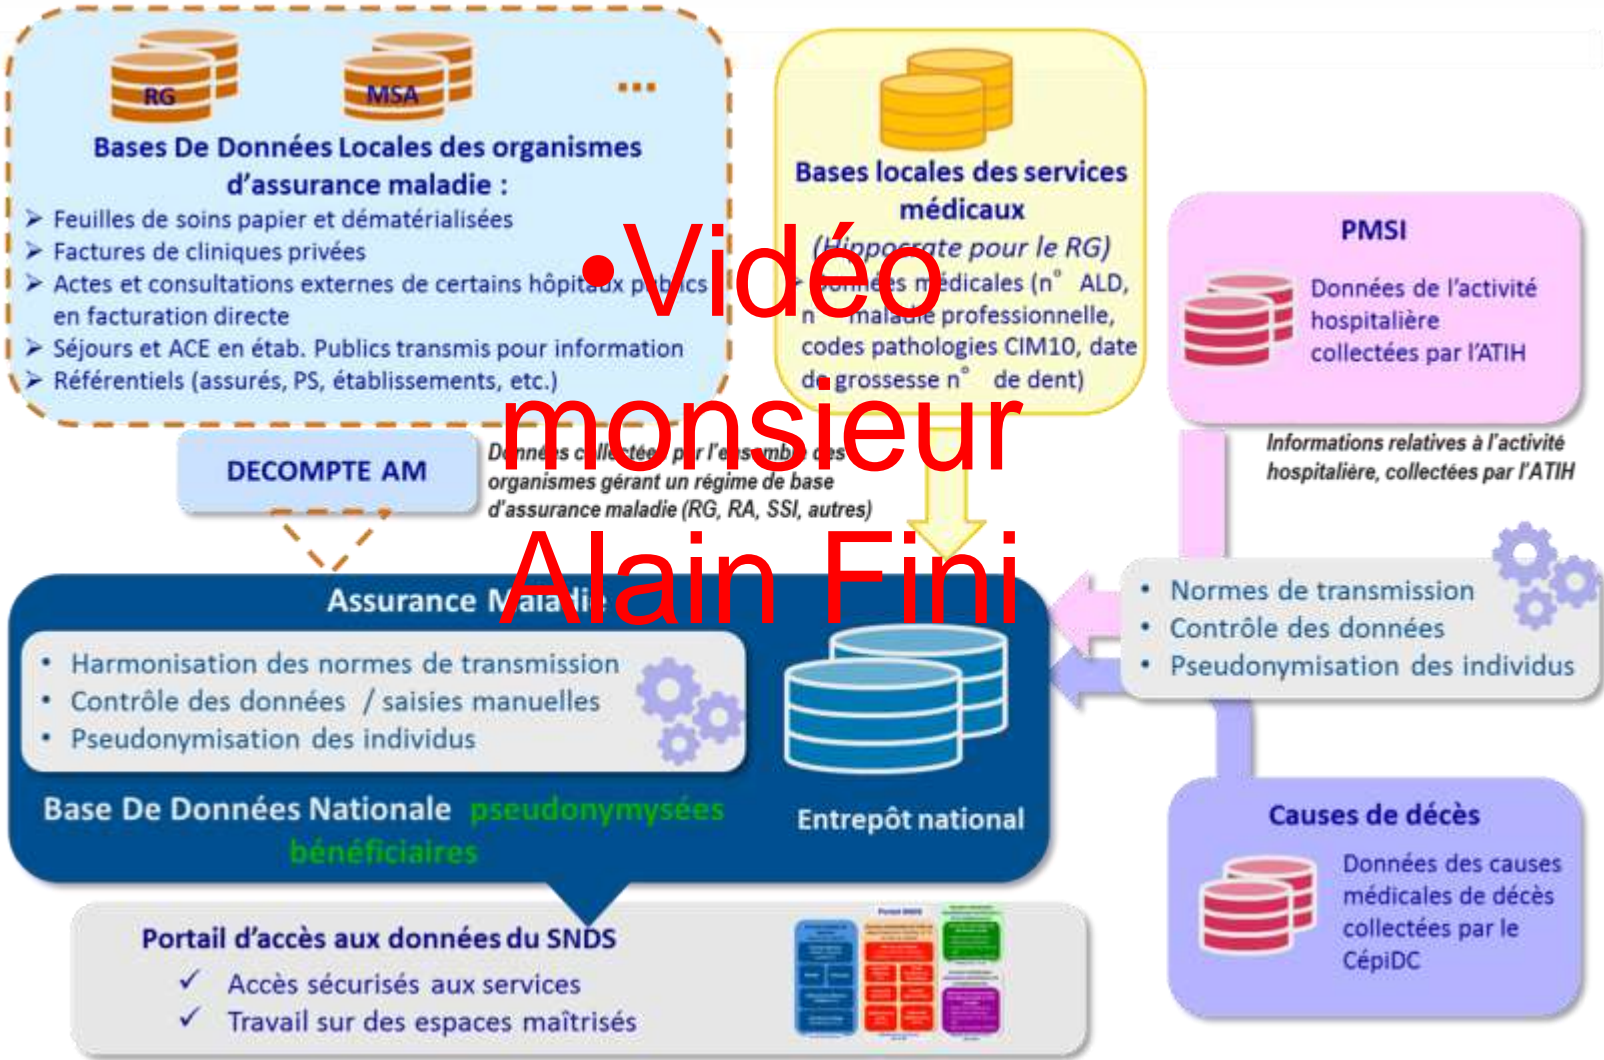 RG
MSA
...
Bases De Données Locales des organismes
d'assurance maladie :
➢ Feuilles de soins papier et dématérialisées
➢ Factures de cliniques privées
➢ Actes et consultations externes de certains hôpitaux publics
en facturation directe
➢ Séjours et ACE en étab. Publics transmis pour information
➢ Référentiels (assurés, PS, établissements, etc.)
Bases locales des services
médicaux
(Hippocrate pour le RG)
➢ Données médicales (n° ALD,
n° maladie professionnelle,
codes pathologies CIM10, date
de grossesse n° de dent)
PMSI
Données de l'activité
hospitalière
collectées par l'ATIH
•Vidéo
monsieur
Alain Fini
DECOMPTE AM
Données collectées par l'ensemble des
organismes gérant un régime de base
d'assurance maladie (RG, RA, SSI, autres)
Informations relatives à l'activité
hospitalière, collectées par l'ATIH
• Normes de transmission
• Contrôle des données
• Pseudonymisation des individus
Assurance Maladie
• Harmonisation des normes de transmission
• Contrôle des données / saisies manuelles
• Pseudonymisation des individus
Base De Données Nationale pseudonymysées
bénéficiaires
Entrepôt national
Causes de décès
Données des causes
médicales de décès
collectées par le
CépiDC
Portail d'accès aux données du SNDS
✓ Accès sécurisés aux services
✓ Travail sur des espaces maîtrisés
Portail SNDS